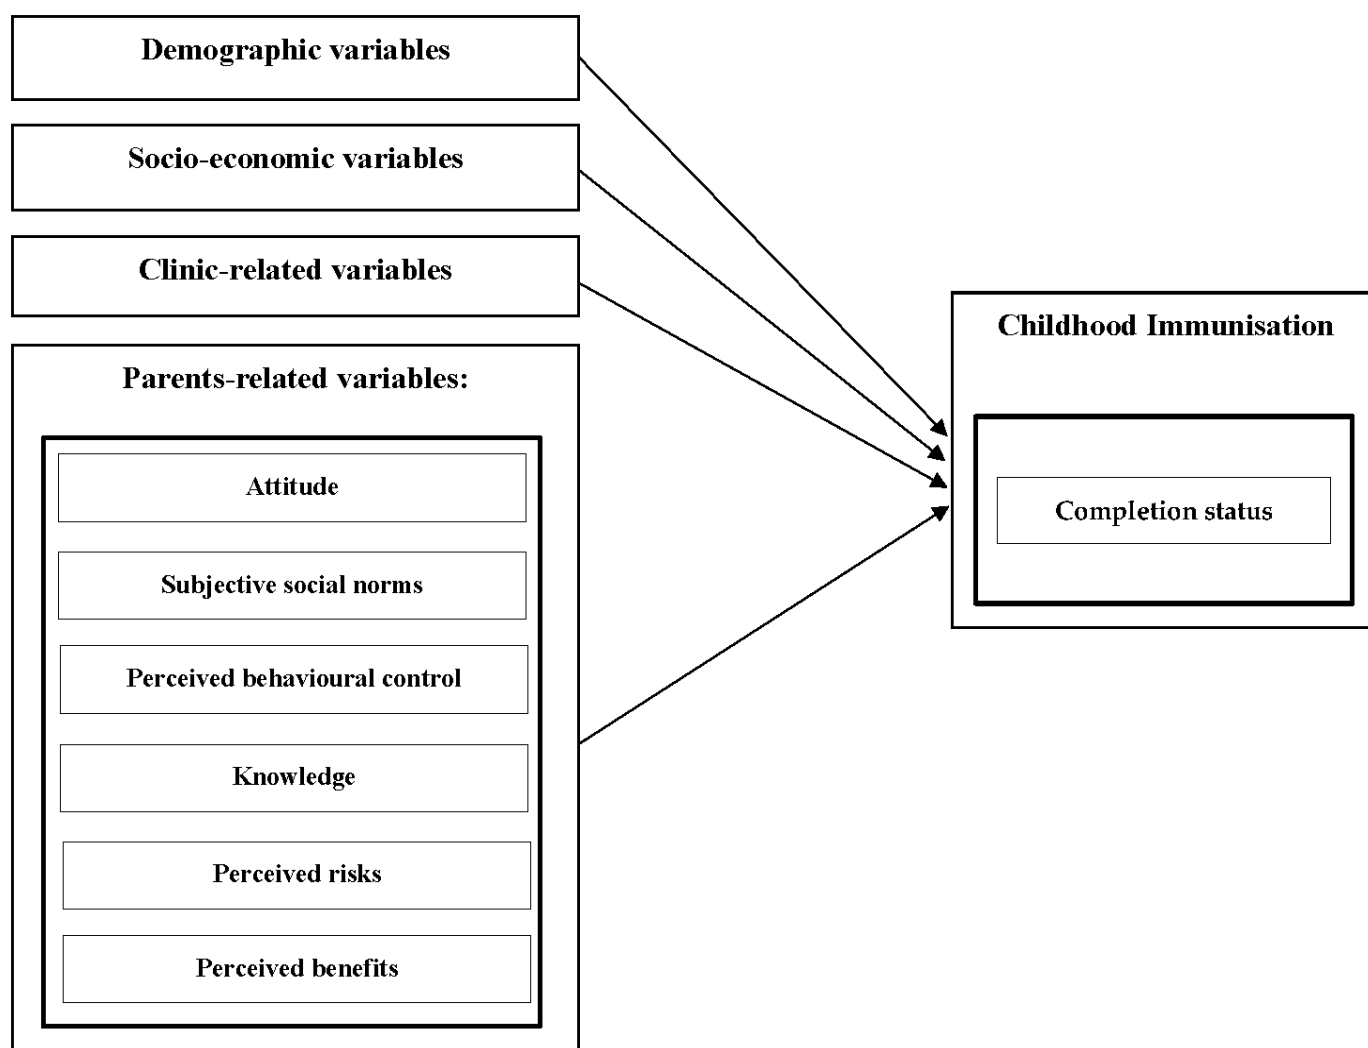 Demographic variables
Socio-economic variables
Clinic-related variables
Parents-related variables:
Attitude
Subjective social norms
Perceived behavioural control
Knowledge
Perceived risks
Perceived benefits
Childhood Immunisation
Completion status